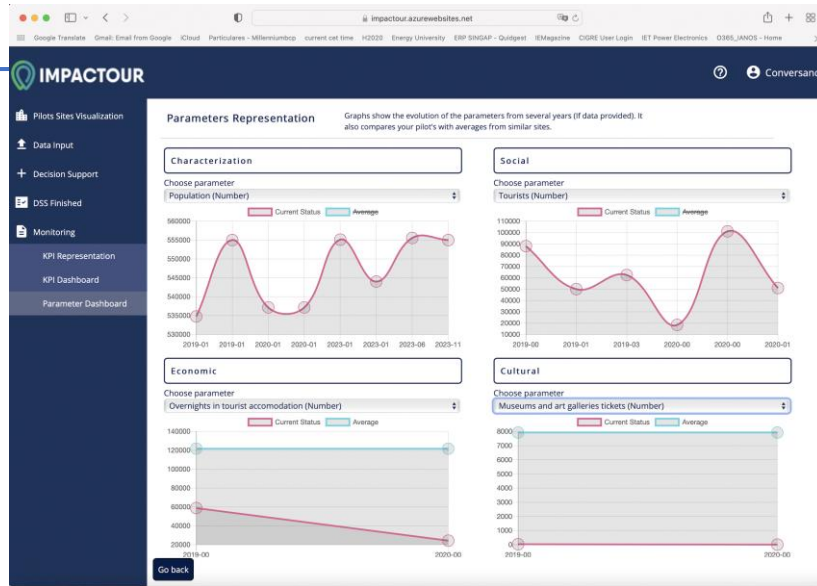 impactour.azurewebsites.net
Google Translate Gmail: Email from Google iCloud Particulares - Millenniumbcp current cet time H2020 Energy University ERP SINGAP - Quidgest IEMagazine CIGRE User Login IET Power Electronics O365_IANOS - Home
IMPACTOUR
Conversano
Pilots Sites Visualization
Data Input
Decision Support
DSS Finished
Monitoring
KPI Representation
KPI Dashboard
Parameter Dashboard
Parameters Representation
Graphs show the evolution of the parameters from several years (if data provided). It
also compares your pilot's with averages from similar sites.
Characterization
Choose parameter
Population (Number)
Current Status Average
560000
555000
550000
545000
540000
535000
530000
2019-01 2019-01 2020-01 2020-01 2023-01 2023-01 2023-06 2023-11
Social
Choose parameter
Tourists (Number)
Current Status Average
110000
100000
90000
80000
70000
60000
50000
40000
30000
20000
10000
2019-00 2019-01 2019-03 2020-00 2020-00 2020-01
Economic
Choose parameter
Overnights in tourist accomodation (Number)
Current Status Average
140000
120000
100000
80000
60000
40000
20000
2019-00 2020-00
Cultural
Choose parameter
Museums and art galleries tickets (Number)
Current Status Average
8000
7000
6000
5000
4000
3000
2000
1000
0
2019-00 2020-00
Go back